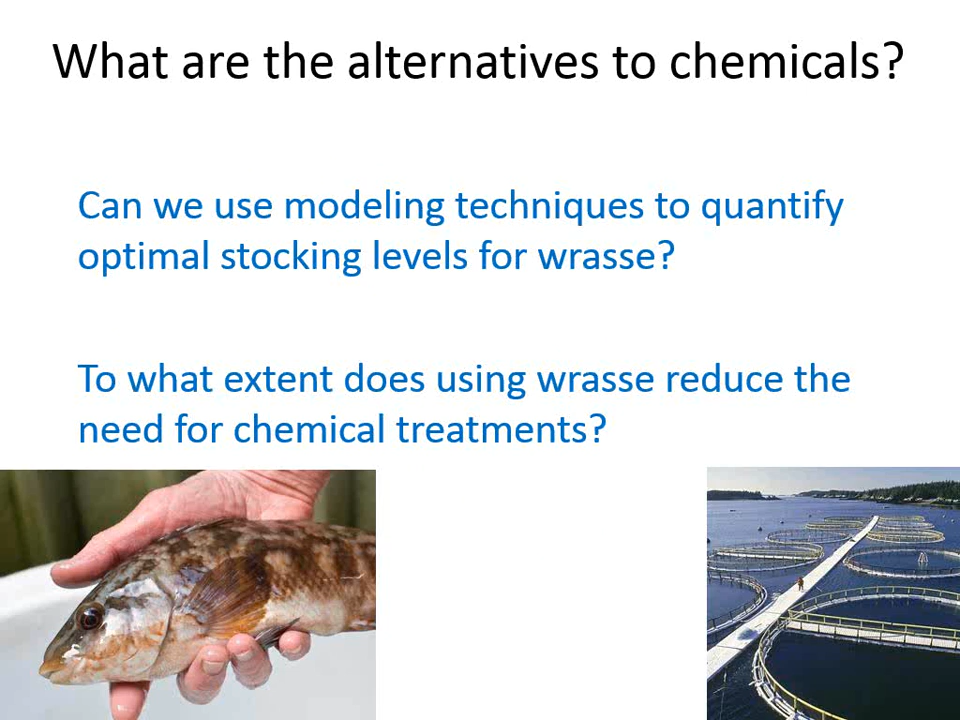 What are the alternatives to chemicals?
Can we use modeling techniques to quantify
optimal stocking levels for wrasse?
To what extent does using wrasse reduce the
need for chemical treatments?